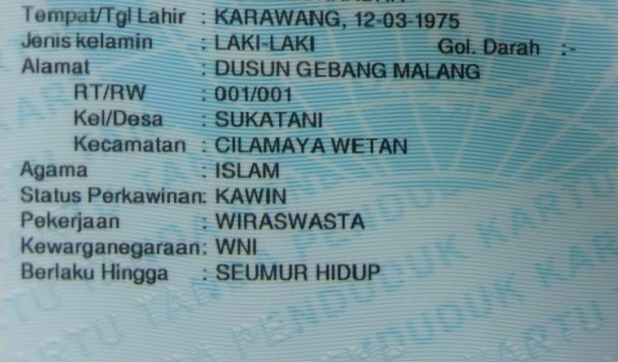 Tempat/Tgl Lahir : KARAWANG, 12-03-1975
Jenis kelamin : LAKI-LAKI Gol. Darah :-
Alamat : DUSUN GEBANG MALANG
RT/RW : 001/001
Kel/Desa : SUKATANI
Kecamatan : CILAMAYA WETAN
Agama : ISLAM
Status Perkawinan: KAWIN
Pekerjaan : WIRASWASTA
Kewarganegaraan: WNI
Berlaku Hingga : SEUMUR HIDUP